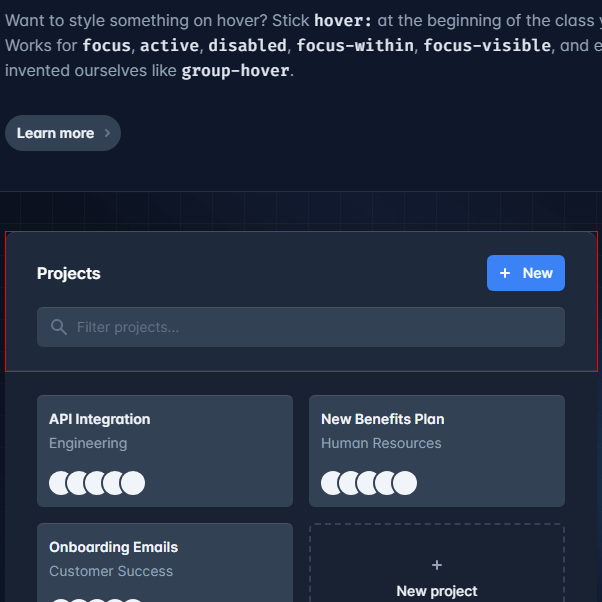 Want to style something on hover? Stick hover: at the beginning of the class
Works for focus, active, disabled, focus-within, focus-visible, and
invented ourselves like group-hover.
Learn more
Projects
+ New
Filter projects...
API Integration
Engineering
New Benefits Plan
Human Resources
Onboarding Emails
Customer Success
+
New project